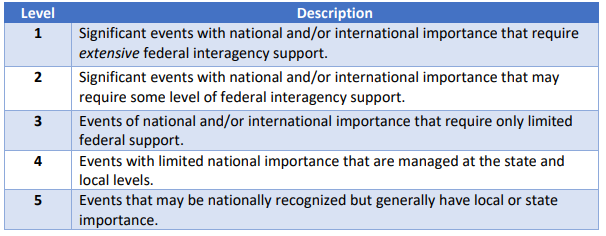 Level Description
1 Significant events with national and/or international importance that require
extensive federal interagency support.
2 Significant events with national and/or international importance that may
require some level of federal interagency support.
3 Events of national and/or international importance that require only limited
federal support.
4 Events with limited national importance that are managed at the state and
local levels.
5 Events that may be nationally recognized but generally have local or state
importance.